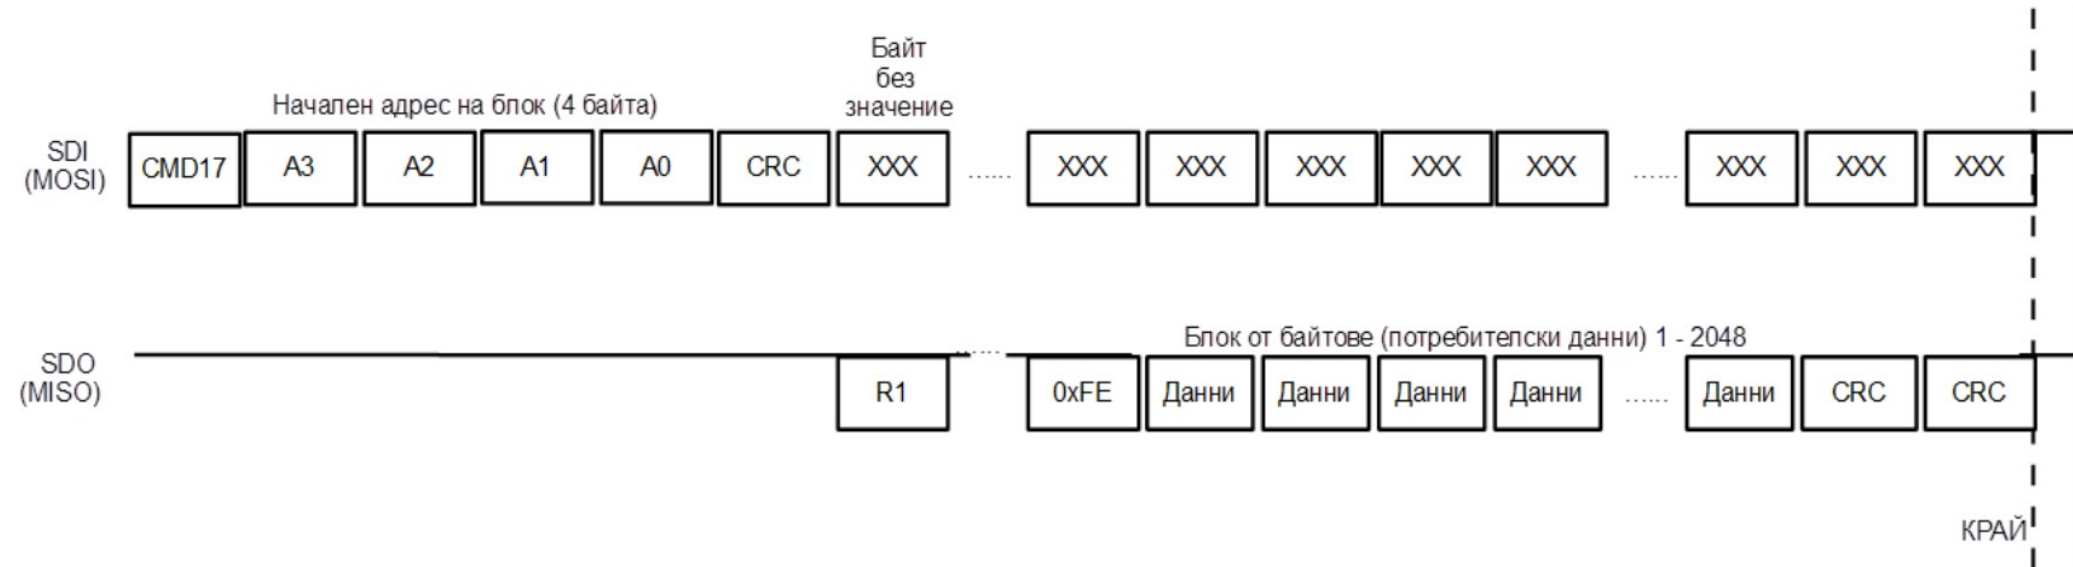 Байт
без
значение
Начален адрес на блок (4 байта)
SDI
(MOSI)
CMD17 A3 A2 A1 A0 CRC XXX ...... XXX XXX XXX XXX XXX ...... XXX XXX XXX
Блок от байтове (потребителски данни) 1 - 2048
SDO
(MISO)
...... 
R1 0xFE Данни Данни Данни Данни ...... Данни CRC CRC
КРАЙ